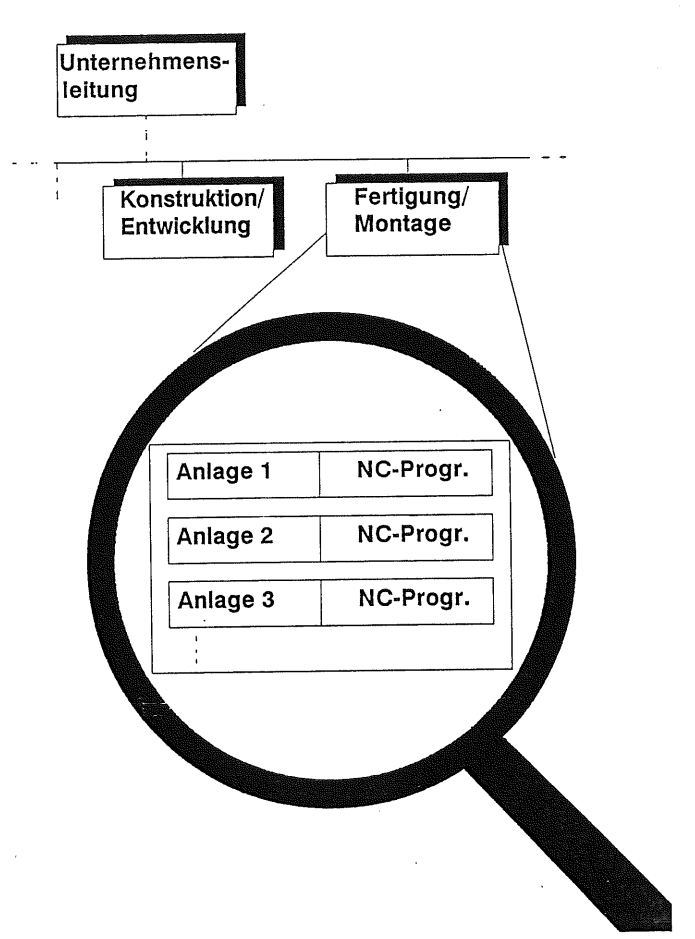 Unternehmens-
leitung
Konstruktion/
Entwicklung
Fertigung/
Montage
Anlage 1 NC-Progr.
Anlage 2 NC-Progr.
Anlage 3 NC-Progr.